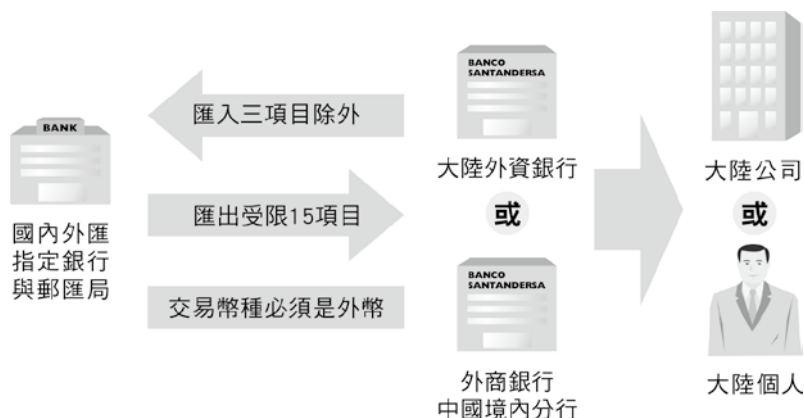 BANK
國內外匯
指定銀行
與郵匯局
匯入三項目除外
匯出受限15項目
交易幣種必須是外幣
BANCO
SANTANDERSA
大陸外資銀行
或
BANCO
SANTANDERSA
外商銀行
中國境內分行
大陸公司
或
大陸個人